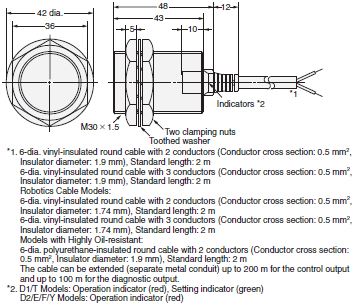 42 dia.
36
48
12
43
5
10
*1
Indicators *2
M30 × 1.5
Two clamping nuts
Toothed washer
*1. 6-dia. vinyl-insulated round cable with 2 conductors (Conductor cross section: 0.5 mm²,
Insulator diameter: 1.9 mm), Standard length: 2 m
6-dia. vinyl-insulated round cable with 3 conductors (Conductor cross section: 0.5 mm²,
Insulator diameter: 1.9 mm), Standard length: 2 m
Robotics Cable Models:
6-dia. vinyl-insulated round cable with 2 conductors (Conductor cross section: 0.5 mm²,
Insulator diameter: 1.74 mm), Standard length: 2 m
6-dia. vinyl-insulated round cable with 3 conductors (Conductor cross section: 0.5 mm²,
Insulator diameter: 1.74 mm), Standard length: 2 m
Models with Highly Oil-resistant:
6-dia. polyurethane-insulated round cable with 2 conductors (Conductor cross section:
0.5 mm², Insulator diameter: 1.9 mm), Standard length: 2 m
The cable can be extended (separate metal conduit) up to 200 m for the control output
and up to 100 m for the diagnostic output.
*2. D1/T Models: Operation indicator (red), Setting indicator (green)
D2/E/F/Y Models: Operation indicator (red)